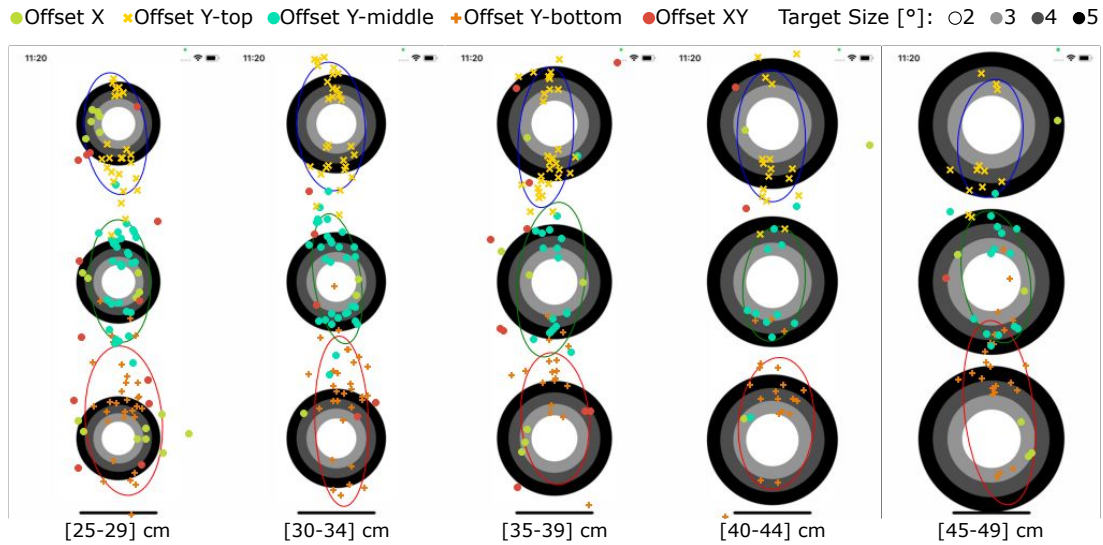 Offset X Offset Y-top Offset Y-middle Offset Y-bottom Offset XY Target Size [°]: 2 3 4 5
11:20 11:20 11:20 11:20 11:20
[25-29] cm [30-34] cm [35-39] cm [40-44] cm [45-49] cm